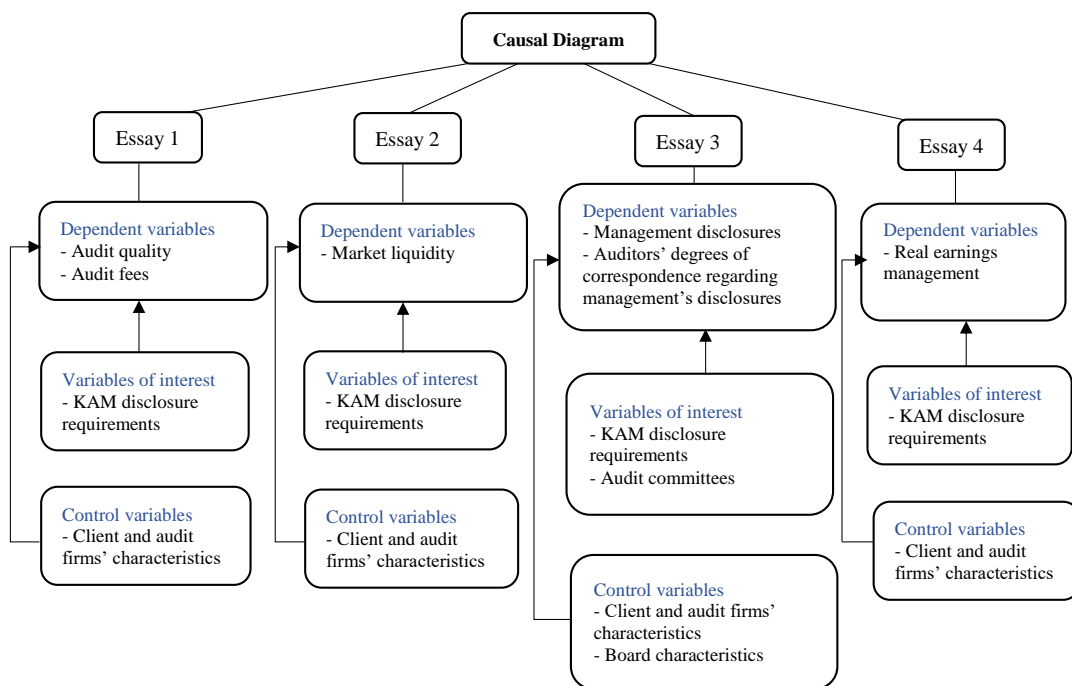 Causal Diagram
Essay 1
Dependent variables
- Audit quality
- Audit fees
Variables of interest
- KAM disclosure
requirements
Control variables
- Client and audit
firms’ characteristics
Essay 2
Dependent variables
- Market liquidity
Variables of interest
- KAM disclosure
requirements
Control variables
- Client and audit
firms’ characteristics
Essay 3
Dependent variables
- Management disclosures
- Auditors’ degrees of
correspondence regarding
management’s disclosures
Variables of interest
- KAM disclosure
requirements
- Audit committees
Control variables
- Client and audit firms’
characteristics
- Board characteristics
Essay 4
Dependent variables
- Real earnings
management
Variables of interest
- KAM disclosure
requirements
Control variables
- Client and audit
firms’ characteristics